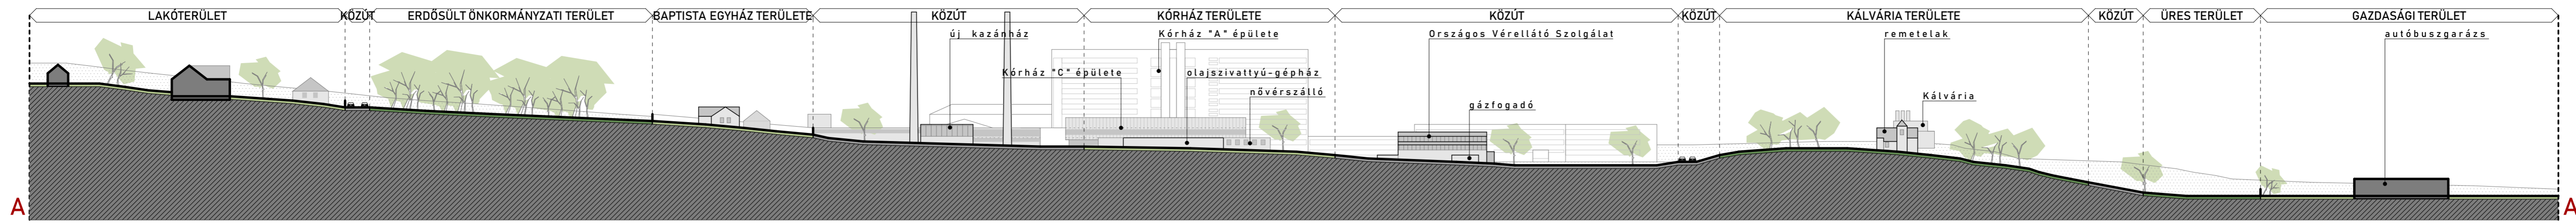 LAKÓTERÜLET
KÖZÚT
ERDŐSÜLT ÖNKORMÁNYZATI TERÜLET
BAPTISTA EGYHÁZ TERÜLETE
KÖZÚT
KÓRHÁZ TERÜLETE
KÖZÚT
KÖZÚT
KÁLVÁRIA TERÜLETE
KÖZÚT
ÜRES TERÜLET
GAZDASÁGI TERÜLET
új kazánház
Kórház "A" épülete
Országos Vérellátó Szolgálat
remetelak
autóbuszgarázs
Kórház "C" épülete
olajszivattyú-gépház
nővérszálló
gázfogadó
Kálvária
A
A